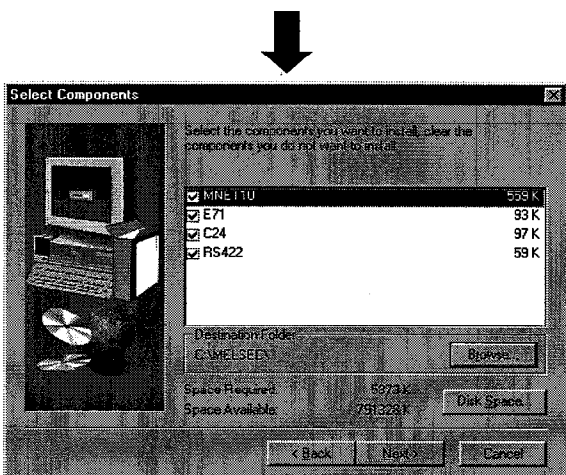 Select Components
Select the components you want to install, clear the
components you do not want to install.
MNET10 559 K
E71 93 K
C24 97 K
RS422 59 K
Destination Folder
C:\MELSEC\
Browse...
Space Required: 5373 K
Space Available: 791328 K
Disk Space...
< Back
Next >
Cancel